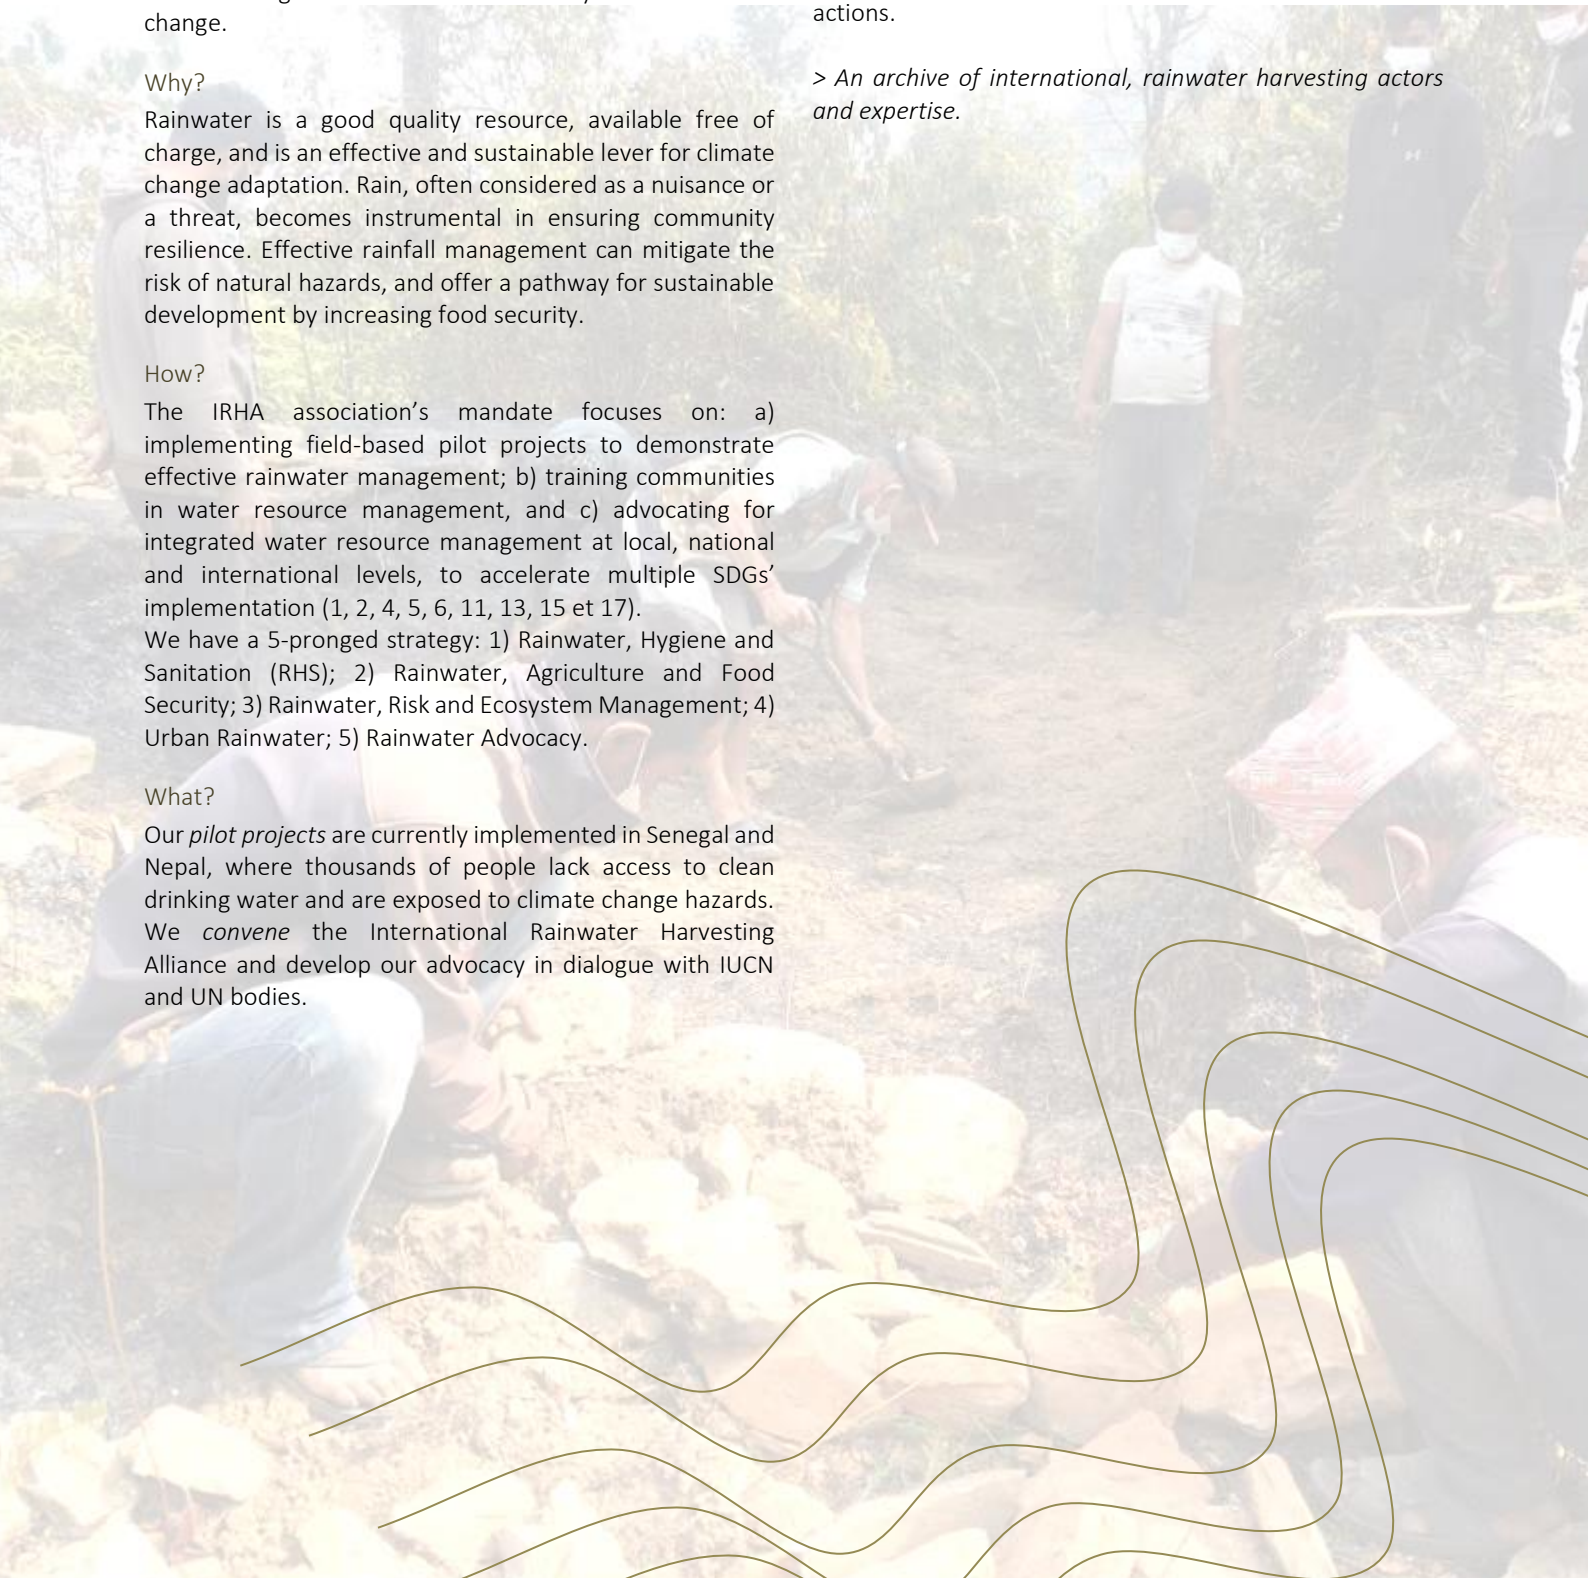 change.
Why?
Rainwater is a good quality resource, available free of
charge, and is an effective and sustainable lever for climate
change adaptation. Rain, often considered as a nuisance or
a threat, becomes instrumental in ensuring community
resilience. Effective rainfall management can mitigate the
risk of natural hazards, and offer a pathway for sustainable
development by increasing food security.
How?
The IRHA association’s mandate focuses on: a)
implementing field-based pilot projects to demonstrate
effective rainwater management; b) training communities
in water resource management, and c) advocating for
integrated water resource management at local, national
and international levels, to accelerate multiple SDGs’
implementation (1, 2, 4, 5, 6, 11, 13, 15 et 17).
We have a 5-pronged strategy: 1) Rainwater, Hygiene and
Sanitation (RHS); 2) Rainwater, Agriculture and Food
Security; 3) Rainwater, Risk and Ecosystem Management; 4)
Urban Rainwater; 5) Rainwater Advocacy.
What?
Our pilot projects are currently implemented in Senegal and
Nepal, where thousands of people lack access to clean
drinking water and are exposed to climate change hazards.
We convene the International Rainwater Harvesting
Alliance and develop our advocacy in dialogue with IUCN
and UN bodies.
actions.
> An archive of international, rainwater harvesting actors
and expertise.